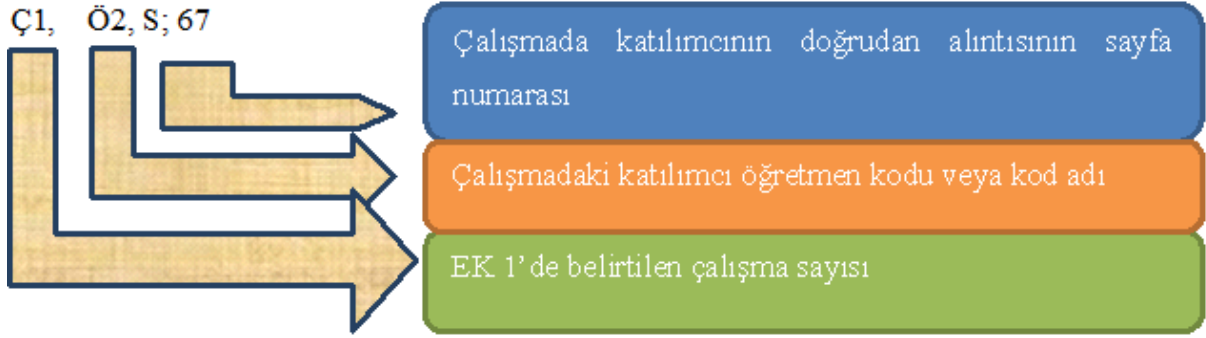 Ç1, Ö2, S; 67
Çalışmada katılımcının doğrudan alıntısının sayfa
numarası
Çalışmadaki katılımcı öğretmen kodu veya kod adı
EK 1’de belirtilen çalışma sayısı